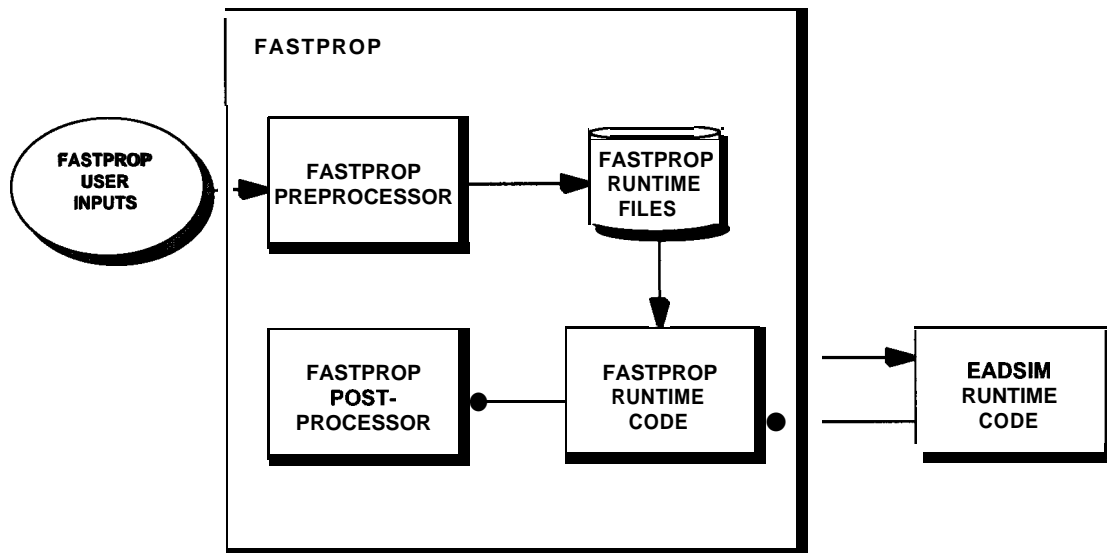 FASTPROP
FASTPROP
USER
INPUTS
FASTPROP
PREPROCESSOR
FASTPROP
RUNTIME
FILES
FASTPROP
POST-
PROCESSOR
FASTPROP
RUNTIME
CODE
EADSIM
RUNTIME
CODE